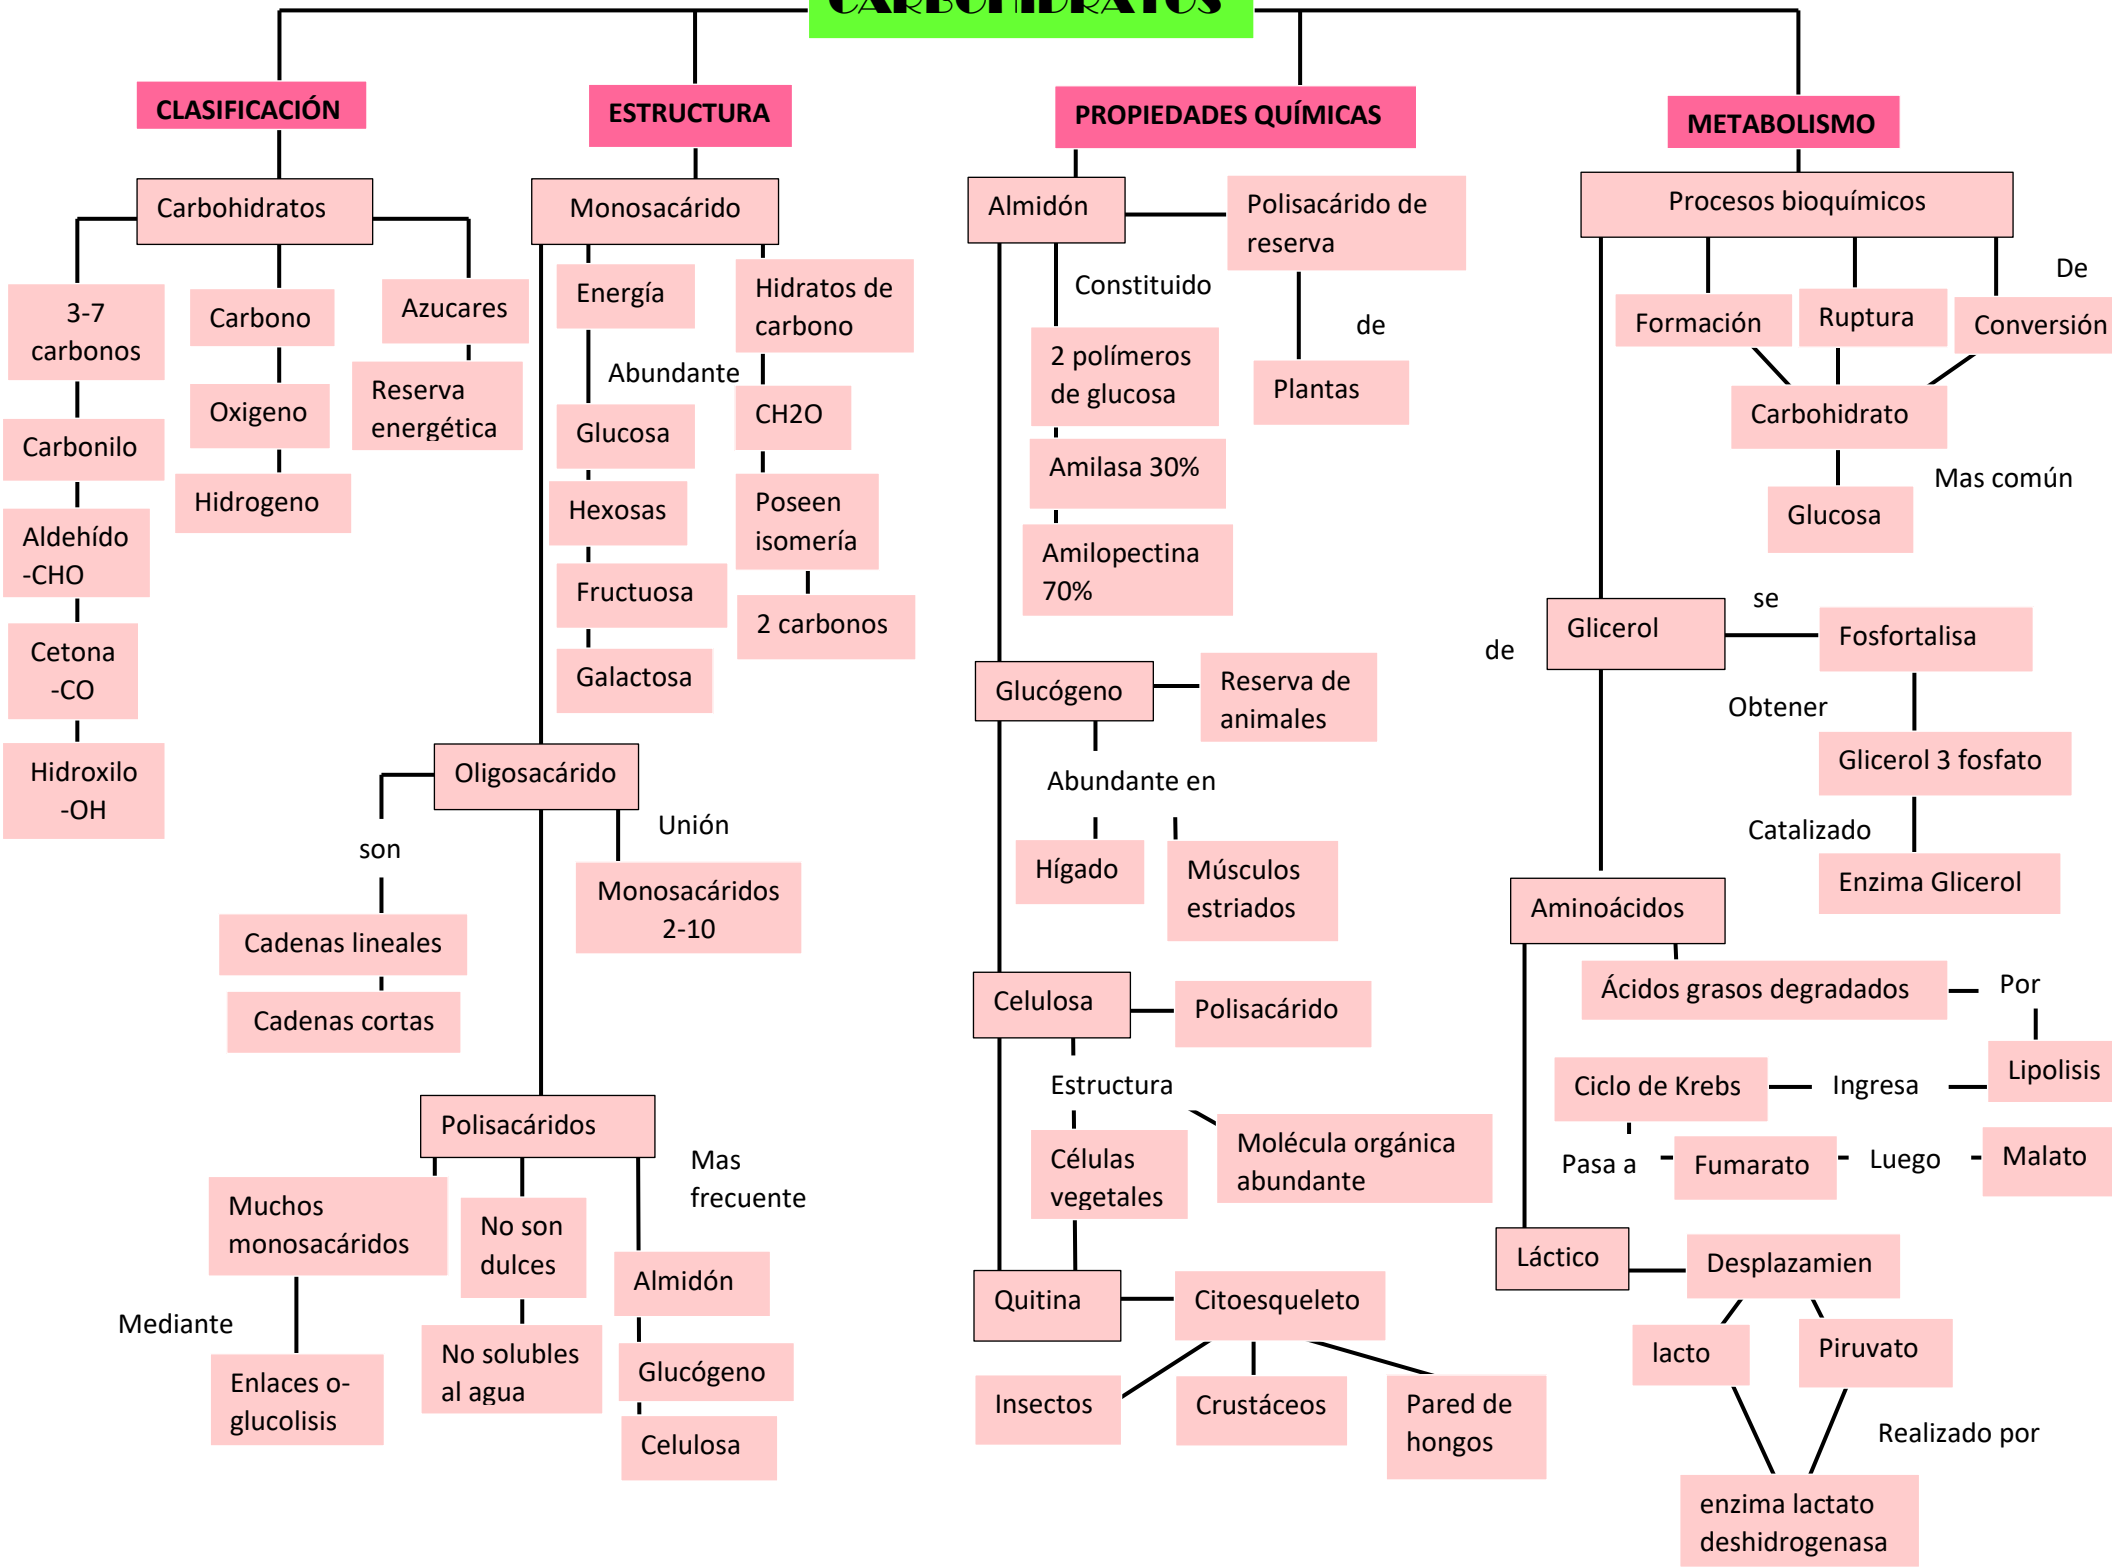 CARBOHIDRATOS
CLASIFICACIÓN
Carbohidratos
3-7
carbonos
Carbonilo
Aldehído
-CHO
Cetona
-CO
Hidroxilo
-OH
Carbono
Oxigeno
Hidrogeno
Azucares
Reserva
energética
ESTRUCTURA
Monosacárido
Energía
Abundante
Glucosa
Hexosas
Fructuosa
Galactosa
Hidratos de
carbono
CH2O
Poseen
isomería
2 carbonos
Oligosacárido
son
Cadenas lineales
Cadenas cortas
Unión
Monosacáridos
2-10
Polisacáridos
Muchos
monosacáridos
Mediante
Enlaces o-
glucolisis
No son
dulces
No solubles
al agua
Mas
frecuente
Almidón
Glucógeno
Celulosa
PROPIEDADES QUÍMICAS
Almidón
Polisacárido de
reserva
de
Plantas
Constituido
2 polímeros
de glucosa
Amilasa 30%
Amilopectina
70%
Glucógeno
Reserva de
animales
Abundante en
Hígado
Músculos
estriados
Celulosa
Polisacárido
Estructura
Células
vegetales
Molécula orgánica
abundante
Quitina
Citoesqueleto
Insectos
Crustáceos
Pared de
hongos
METABOLISMO
Procesos bioquímicos
De
Formación
Ruptura
Conversión
Carbohidrato
Mas común
Glucosa
de
Glicerol
se
Fosfortalisa
Obtener
Glicerol 3 fosfato
Catalizado
Enzima Glicerol
Aminoácidos
Ácidos grasos degradados
Por
Lipolisis
Ingresa
Ciclo de Krebs
Pasa a
Fumarato
Luego
Malato
Láctico
Desplazamien
lacto
Piruvato
Realizado por
enzima lactato
deshidrogenasa